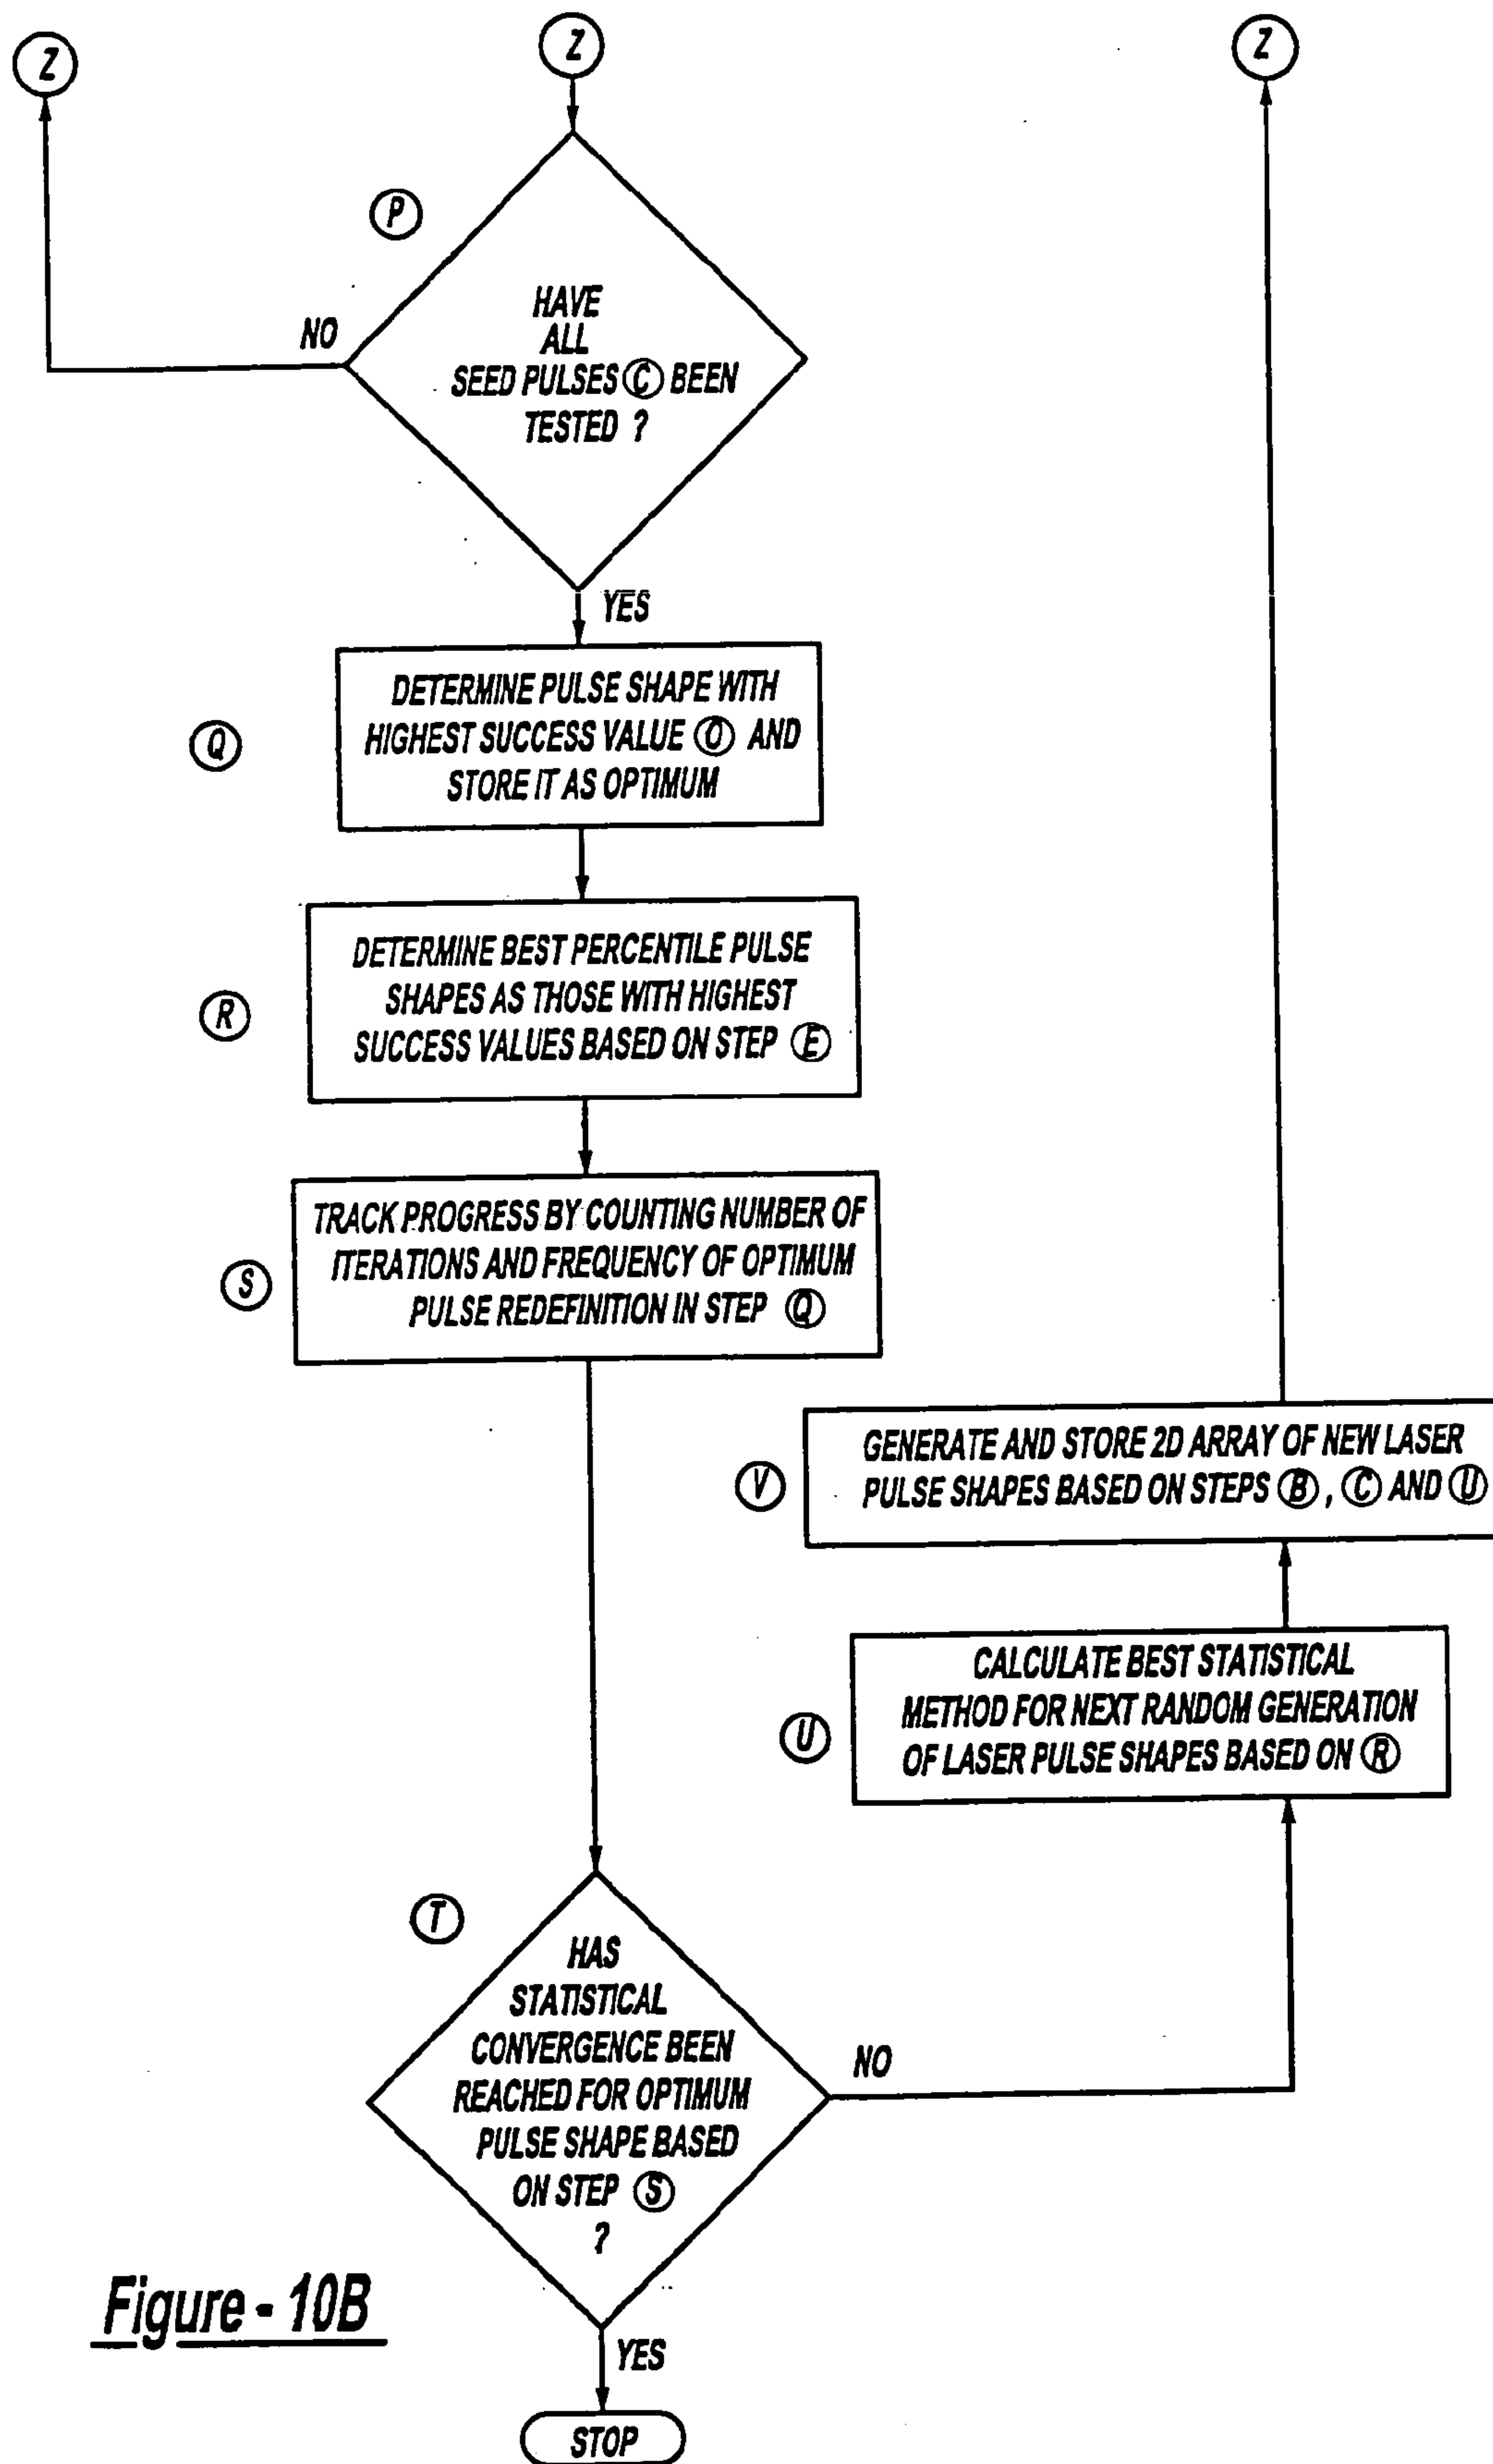 Z
Z
Z
P
HAVE
ALL
SEED PULSES C BEEN
TESTED ?
NO
YES
Q
DETERMINE PULSE SHAPE WITH
HIGHEST SUCCESS VALUE O AND
STORE IT AS OPTIMUM
R
DETERMINE BEST PERCENTILE PULSE
SHAPES AS THOSE WITH HIGHEST
SUCCESS VALUES BASED ON STEP E
S
TRACK PROGRESS BY COUNTING NUMBER OF
ITERATIONS AND FREQUENCY OF OPTIMUM
PULSE REDEFINITION IN STEP Q
V
GENERATE AND STORE 2D ARRAY OF NEW LASER
PULSE SHAPES BASED ON STEPS B , C AND U
U
CALCULATE BEST STATISTICAL
METHOD FOR NEXT RANDOM GENERATION
OF LASER PULSE SHAPES BASED ON R
T
HAS
STATISTICAL
CONVERGENCE BEEN
REACHED FOR OPTIMUM
PULSE SHAPE BASED
ON STEP S
?
NO
YES
STOP
Figure - 10B